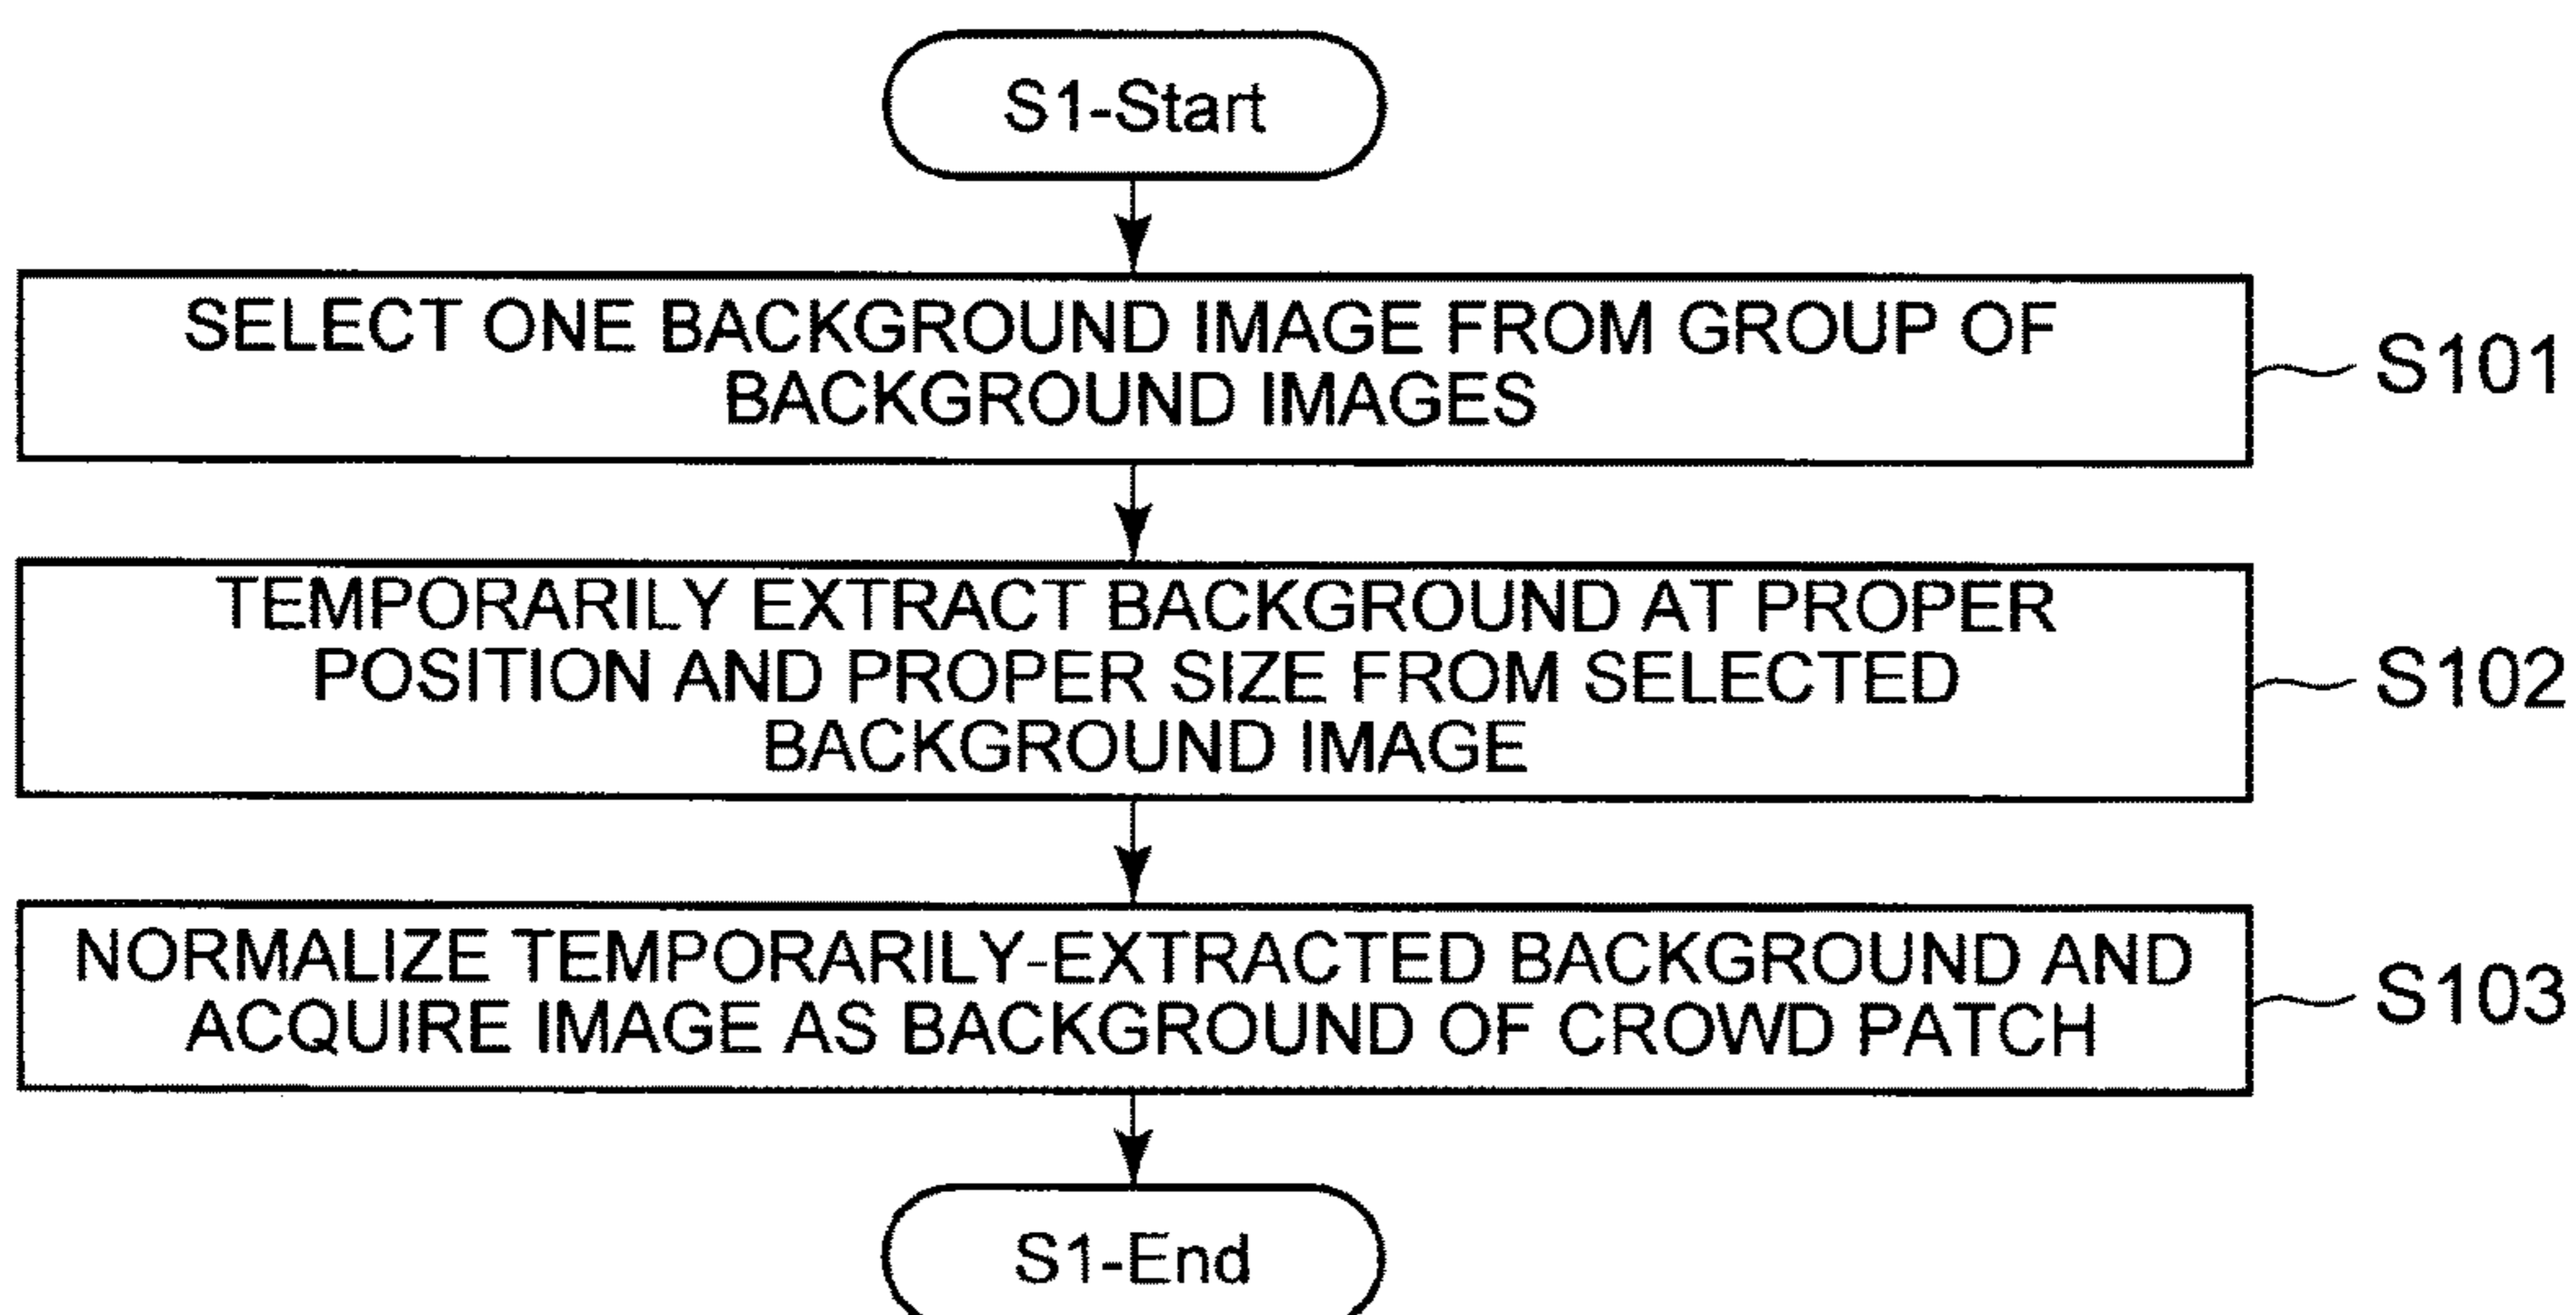 S1-Start
SELECT ONE BACKGROUND IMAGE FROM GROUP OF
BACKGROUND IMAGES
S101
TEMPORARILY EXTRACT BACKGROUND AT PROPER
POSITION AND PROPER SIZE FROM SELECTED
BACKGROUND IMAGE
S102
NORMALIZE TEMPORARILY-EXTRACTED BACKGROUND AND
ACQUIRE IMAGE AS BACKGROUND OF CROWD PATCH
S103
S1-End